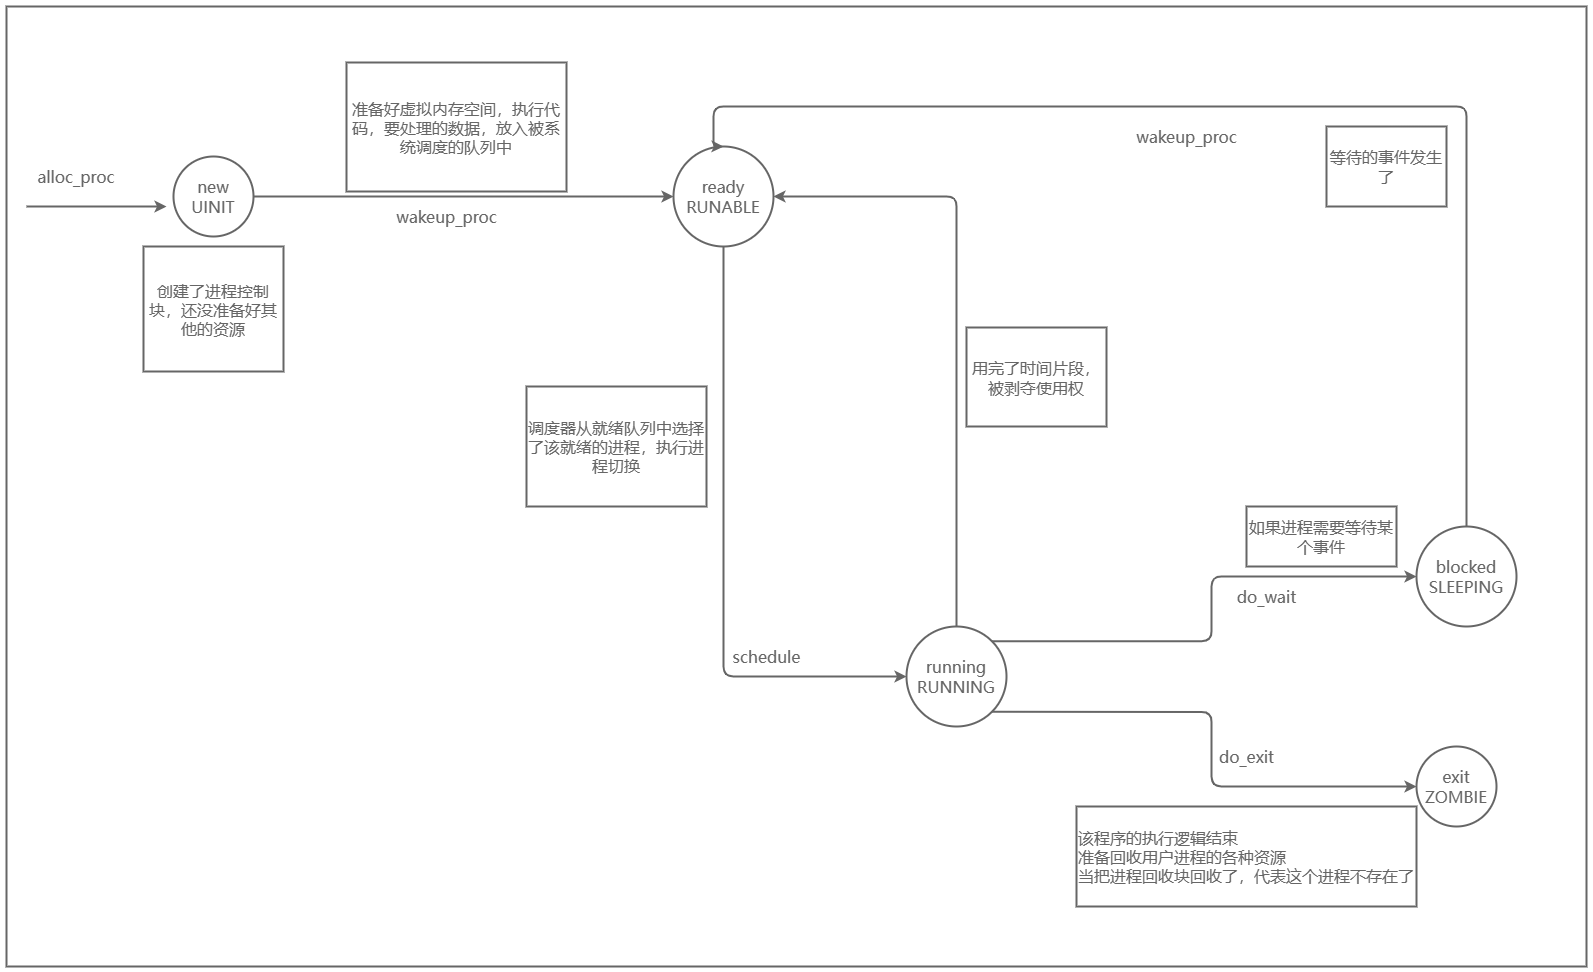 alloc_proc
new
UINIT
创建了进程控制
块，还没准备好其
他的资源
准备好虚拟内存空间，执行代
码，要处理的数据，放入被系
统调度的队列中
wakeup_proc
ready
RUNABLE
wakeup_proc
等待的事件发生
了
用完了时间片段，
被剥夺使用权
调度器从就绪队列中选择
了该就绪的进程，执行进
程切换
schedule
running
RUNNING
如果进程需要等待某
个事件
do_wait
blocked
SLEEPING
do_exit
exit
ZOMBIE
该程序的执行逻辑结束
准备回收用户进程的各种资源
当把进程回收块回收了，代表这个进程不存在了